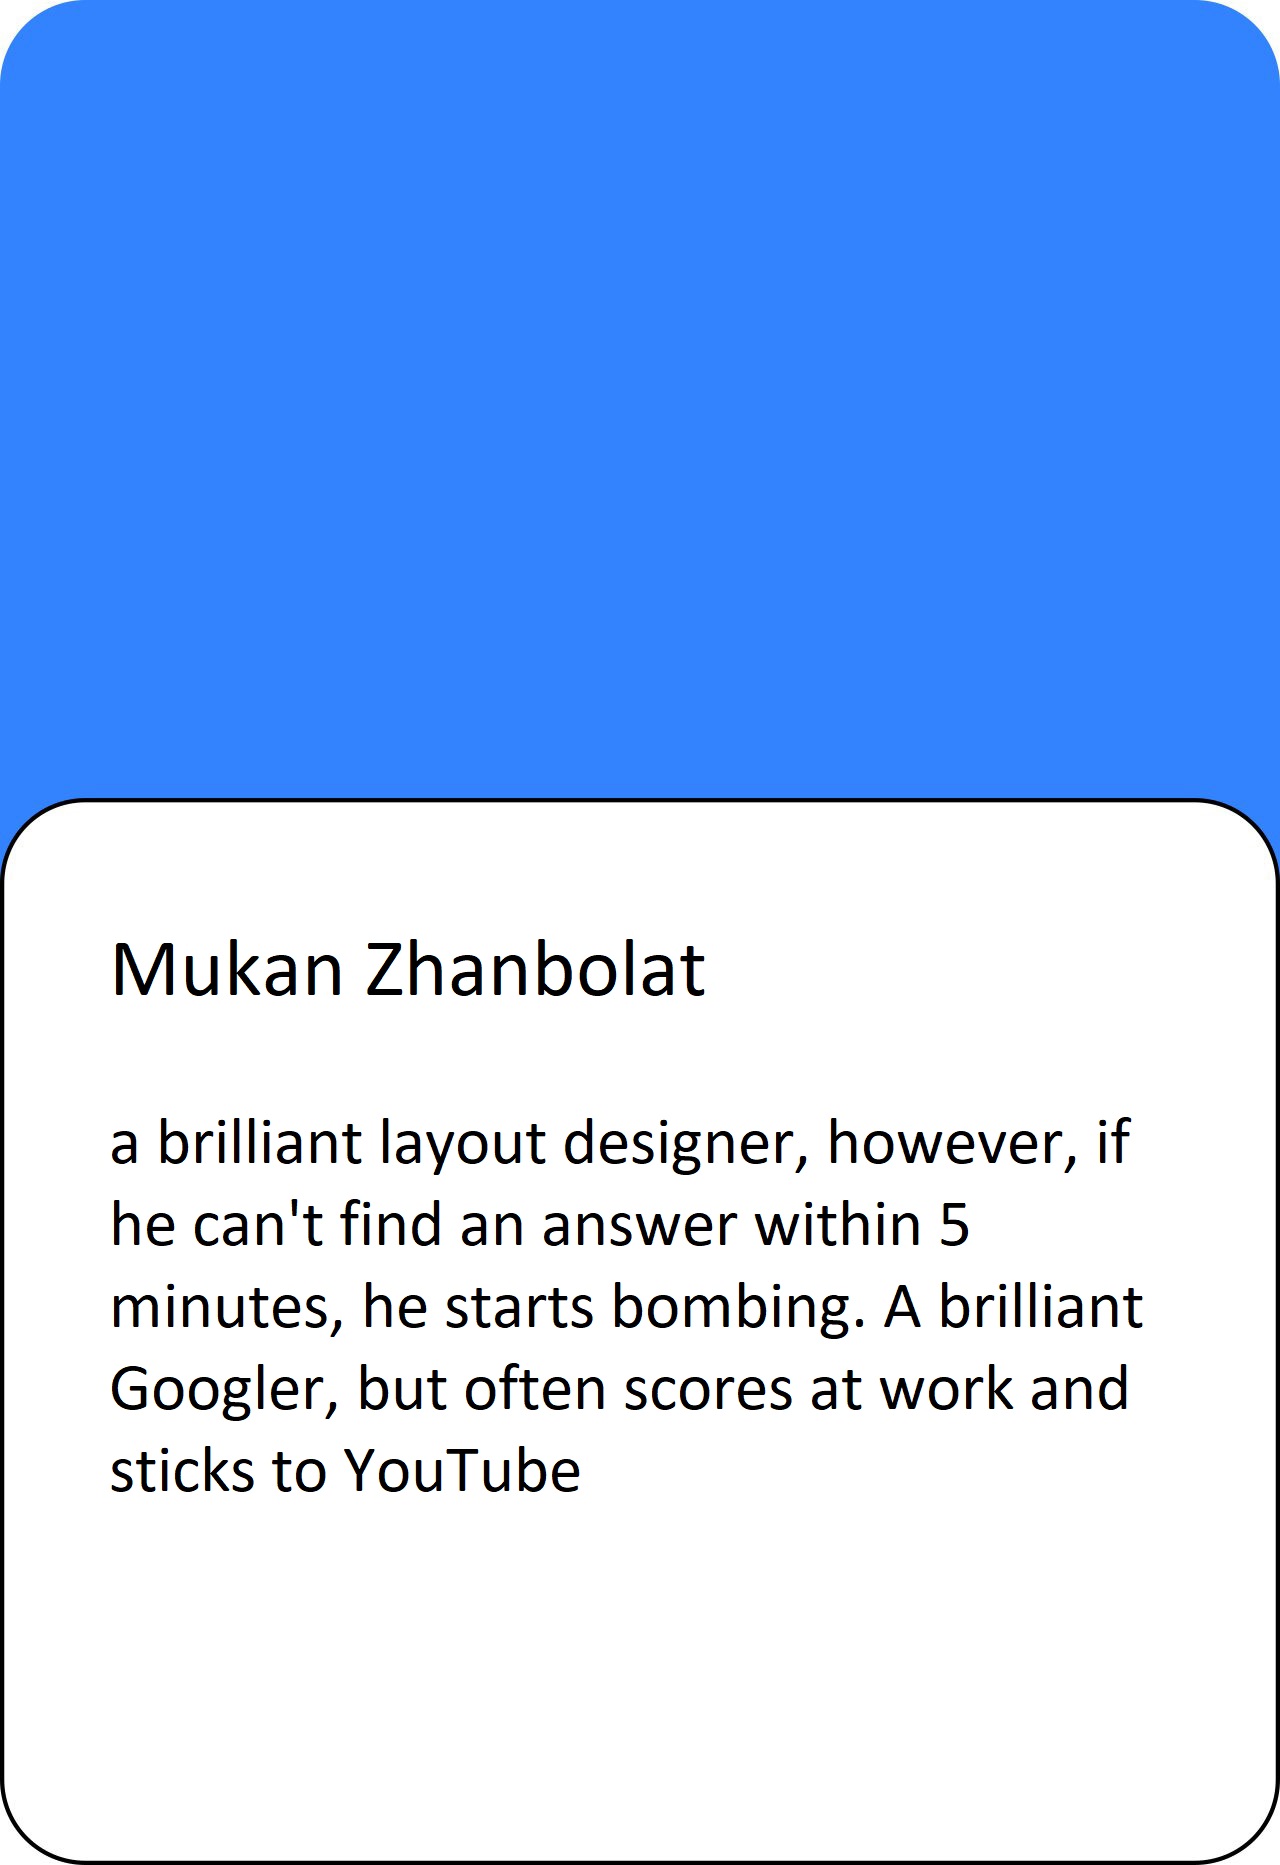 Mukan Zhanbolat
a brilliant layout designer, however, if
he can't find an answer within 5
minutes, he starts bombing. A brilliant
Googler, but often scores at work and
sticks to YouTube